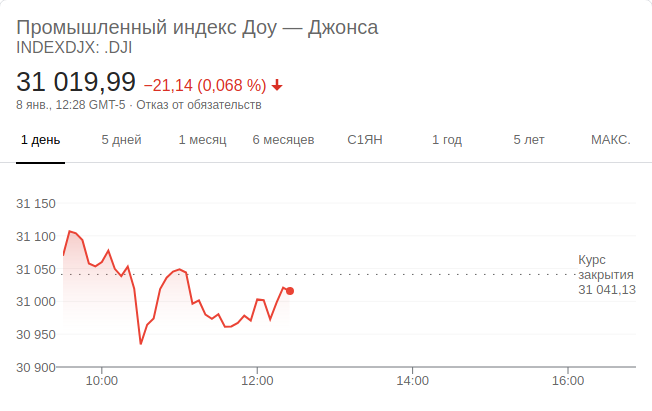 Промышленный индекс Доу — Джонса
INDEXDJX: .DJI
31 019,99 −21,14 (0,068 %)
8 янв., 12:28 GMT-5 · Отказ от обязательств
1 день 5 дней 1 месяц 6 месяцев С1ЯН 1 год 5 лет МАКС.
31 150
31 100
31 050
31 000
30 950
30 900
Курс
закрытия
31 041,13
10:00 12:00 14:00 16:00